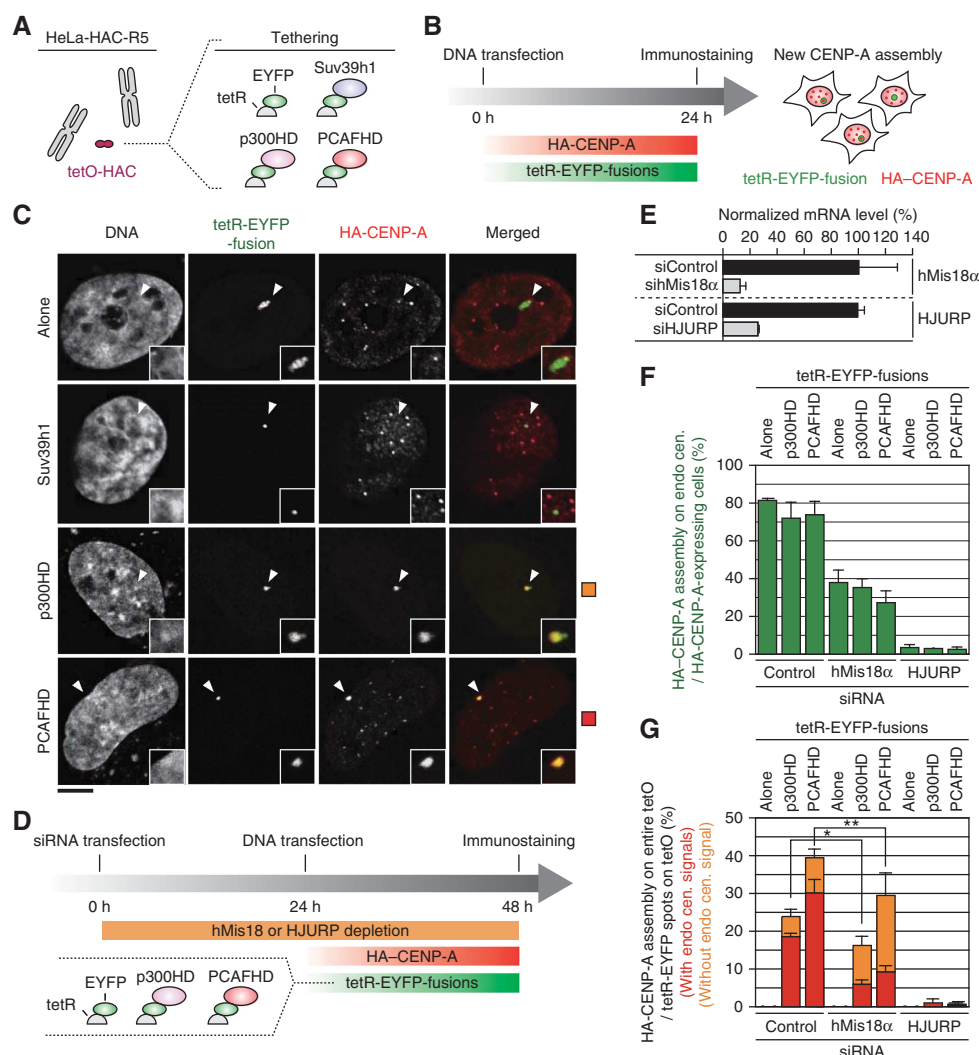 A
HeLa-HAC-R5
Tethering
EYFP
Suv39h1
tetR
p300HD
PCAFHD
tetO-HAC
B
DNA transfection
Immunostaining
New CENP-A assembly
0 h
24 h
HA-CENP-A
tetR-EYFP-fusions
tetR-EYFP-fusion
HA–CENP-A
C
DNA
tetR-EYFP
-fusion
HA-CENP-A
Merged
Alone
Suv39h1
p300HD
PCAFHD
D
siRNA transfection
DNA transfection
Immunostaining
0 h
24 h
48 h
hMis18 or HJURP depletion
HA–CENP-A
tetR-EYFP-fusions
EYFP
p300HD
PCAFHD
tetR
E
Normalized mRNA level (%)
0 20 40 60 80 100 120 140
siControl
sihMis18α
hMis18α
siControl
siHJURP
HJURP
F
tetR-EYFP-fusions
Alone p300HD PCAFHD Alone p300HD PCAFHD Alone p300HD PCAFHD
HA–CENP-A assembly on endo cen.
/ HA-CENP-A-expressing cells (%)
100
80
60
40
20
0
Control hMis18α HJURP
siRNA
G
tetR-EYFP-fusions
Alone p300HD PCAFHD Alone p300HD PCAFHD Alone p300HD PCAFHD
HA-CENP-A assembly on entire tetO
/ tetR-EYFP spots on tetO (%)
(With endo cen. signals)
(Without endo cen. signal)
50
40
30
20
10
0
**
*
Control hMis18α HJURP
siRNA